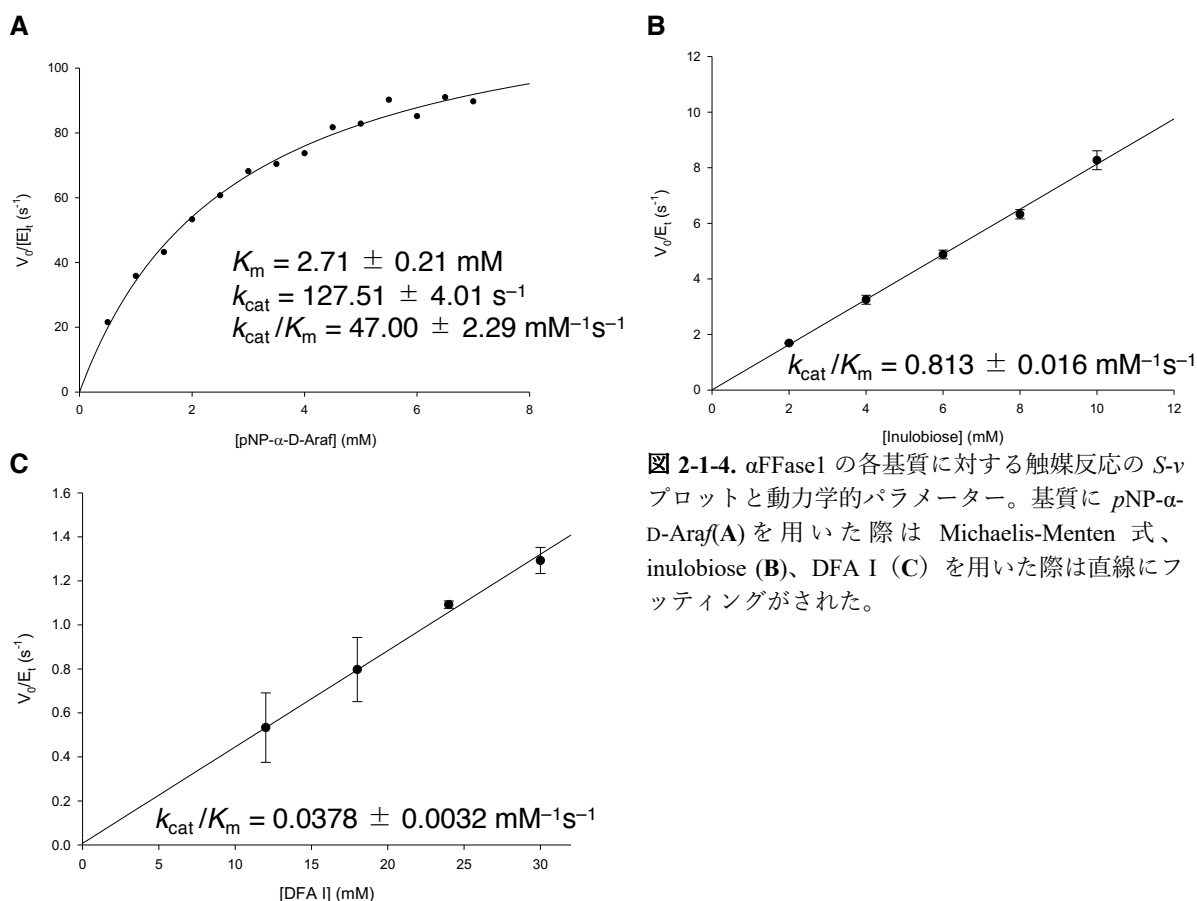 A
100
80
60
40
20
0
V₀/[E]ₜ (s⁻¹)
Kₘ = 2.71 ± 0.21 mM
k_cat = 127.51 ± 4.01 s⁻¹
k_cat /Kₘ = 47.00 ± 2.29 mM⁻¹s⁻¹
0 2 4 6 8
[pNP-α-D-Araf] (mM)
B
12
10
8
6
4
2
0
V₀/Eₜ (s⁻¹)
k_cat /Kₘ = 0.813 ± 0.016 mM⁻¹s⁻¹
0 2 4 6 8 10 12
[Inulobiose] (mM)
C
1.6
1.4
1.2
1.0
0.8
0.6
0.4
0.2
0.0
V₀/Eₜ (s⁻¹)
k_cat /Kₘ = 0.0378 ± 0.0032 mM⁻¹s⁻¹
0 5 10 15 20 25 30
[DFA I] (mM)
図 2-1-4. αFFase1 の各基質に対する触媒反応の S-v
プロットと動力学的パラメーター。基質に pNP-α-
D-Araf(A) を用いた際は Michaelis-Menten 式、
inulobiose (B)、DFA I（C）を用いた際は直線にフ
ッティングがされた。